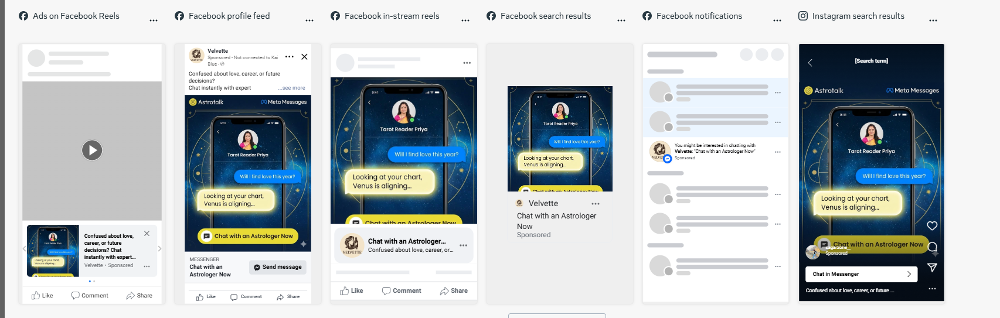 Ads on Facebook Reels
Facebook profile feed
Facebook in-stream reels
Facebook search results
Facebook notifications
Instagram search results
Confused about love,
career, or future
decisions? Chat
instantly with expert...
Velvette • Sponsored
Like
Comment
Share
Velvette
Sponsored · Not connected to Kai
Blue ·
Confused about love, career, or future
decisions?
Chat instantly with expert
...see more
Astrotalk
Meta Messages
9:41
Tarot Reader Priya
Will I find love this year?
Looking at your chart,
Venus is aligning...
Chat with an Astrologer Now
MESSENGER
Chat with an
Astrologer Now
Send message
Like
Comment
Share
9:41
Tarot Reader Priya
Will I find love this year?
Looking at your chart,
Venus is aligning...
Chat with an Astrologer Now
VELVETTE
Chat with an Astrologer...
Confused about love, career, or...
Like
Comment
Share
9:41
Tarot Reader Priya
Will I find love this year?
Looking at your chart,
Venus is aligning...
Chat with an Astrologer Now
Velvette
Chat with an Astrologer
Now
Sponsored
You might be interested in chatting with
Velvette: "Chat with an Astrologer Now"
Sponsored
[Search term]
Astrotalk
Meta Messages
9:41
Tarot Reader Priya
Will I find love this year?
Looking at your chart,
Venus is aligning...
Chat with an Astrologer Now
Sponsored
Chat in Messenger
Confused about love, career, or future ...